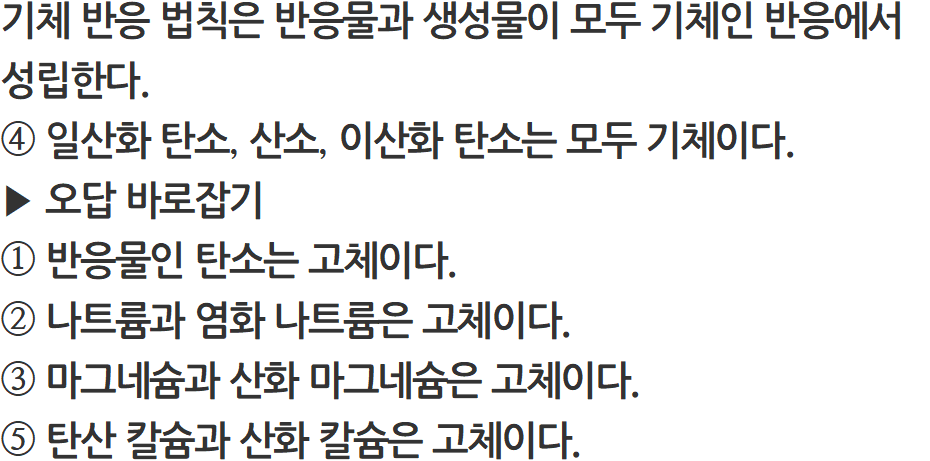 기체 반응 법칙은 반응물과 생성물이 모두 기체인 반응에서
성립한다.
④ 일산화 탄소, 산소, 이산화 탄소는 모두 기체이다.
▶ 오답 바로잡기
① 반응물인 탄소는 고체이다.
② 나트륨과 염화 나트륨은 고체이다.
③ 마그네슘과 산화 마그네슘은 고체이다.
⑤ 탄산 칼슘과 산화 칼슘은 고체이다.